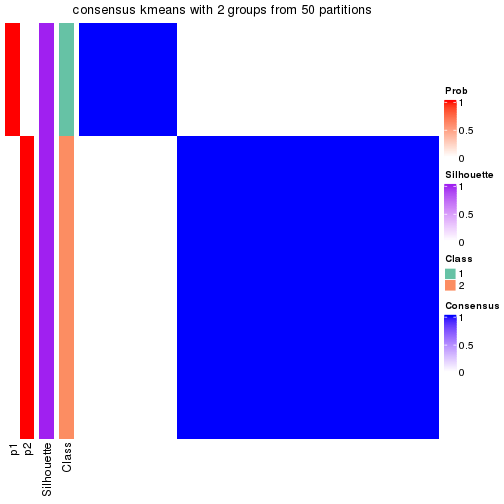 consensus kmeans with 2 groups from 50 partitions
Prob
1
0.5
0
Silhouette
1
0.5
0
Class
1
2
Consensus
1
0.5
0
p1
p2
Silhouette
Class